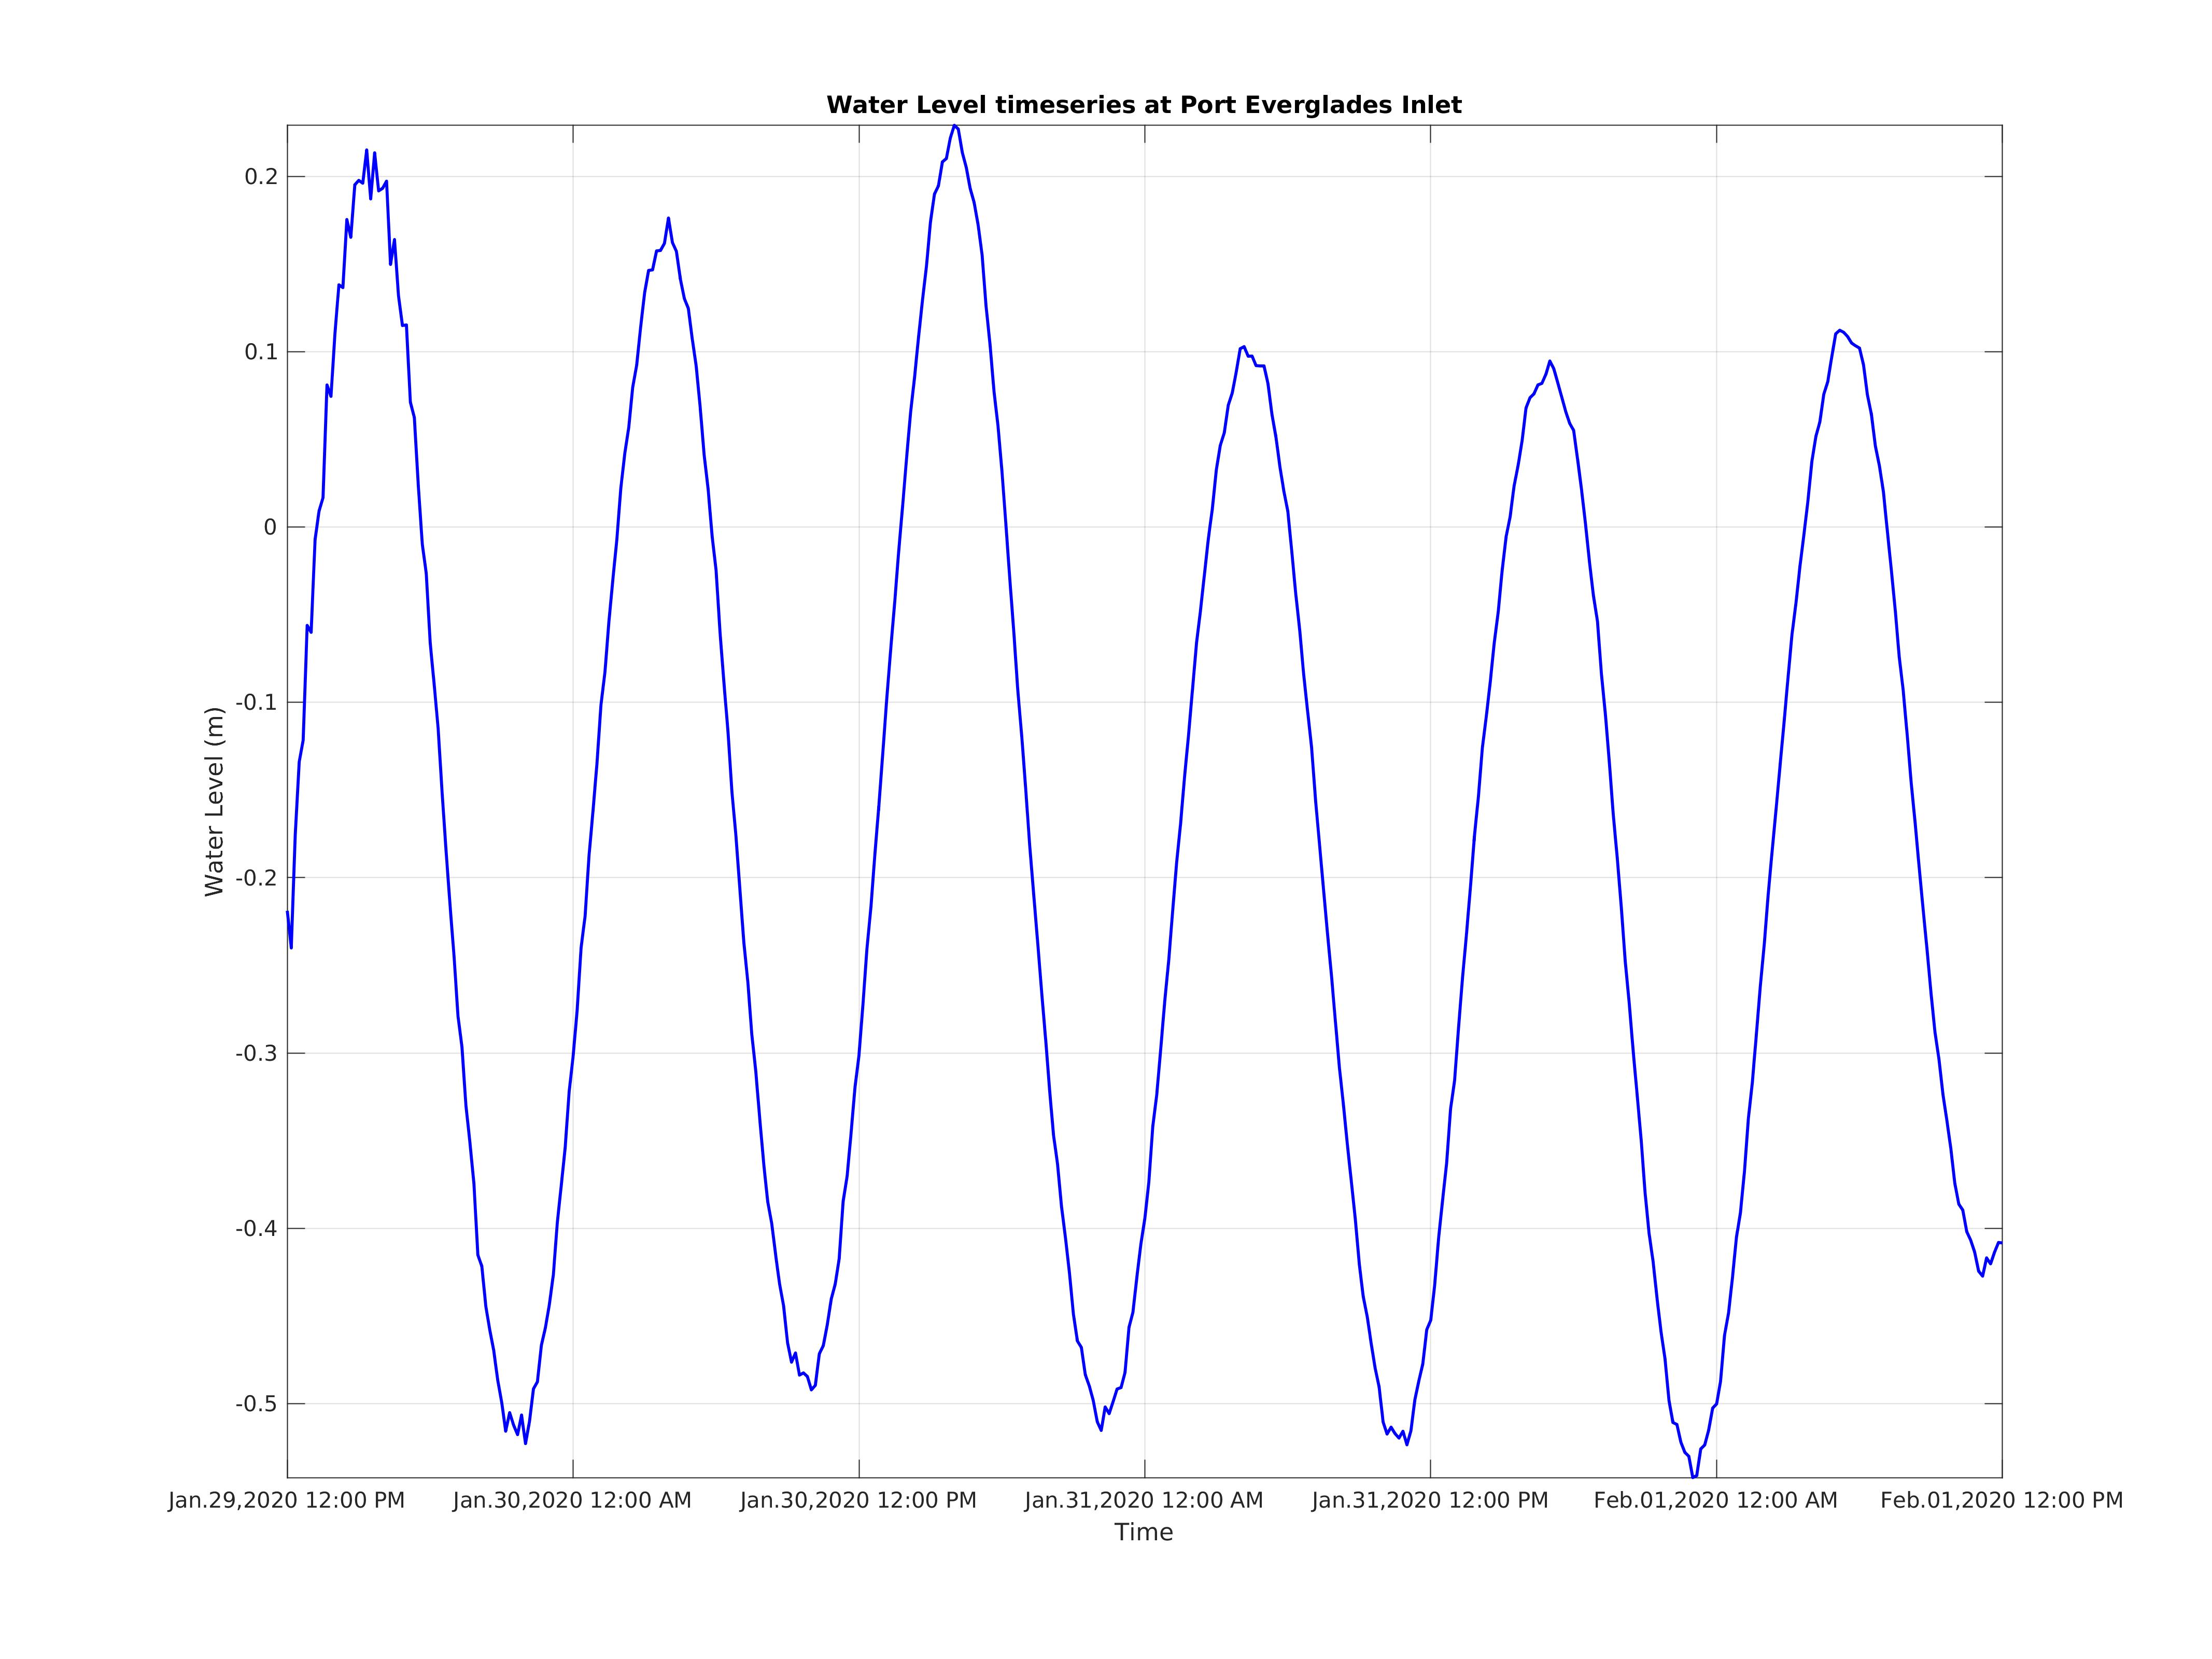 Water Level timeseries at Port Everglades Inlet
0.2
0.1
0
-0.1
-0.2
-0.3
-0.4
-0.5
Water Level (m)
Jan.29,2020 12:00 PM Jan.30,2020 12:00 AM Jan.30,2020 12:00 PM Jan.31,2020 12:00 AM Jan.31,2020 12:00 PM Feb.01,2020 12:00 AM Feb.01,2020 12:00 PM
Time